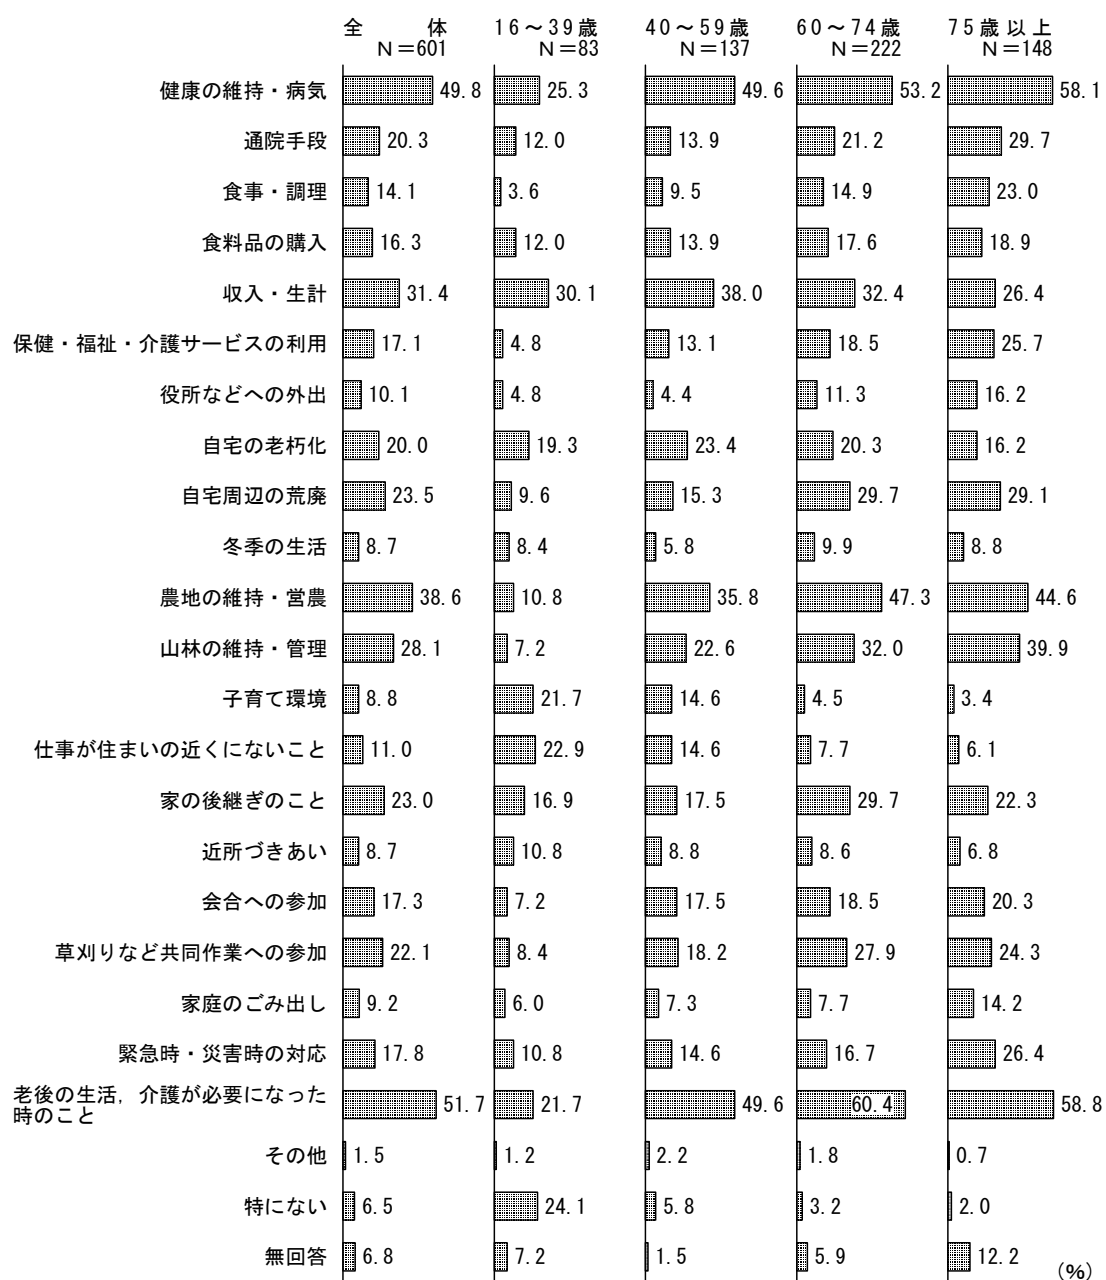 全 体 16～39歳 40～59歳 60～74歳 75歳以上
N=601 N=83 N=137 N=222 N=148
健康の維持・病気 49.8 25.3 49.6 53.2 58.1
通院手段 20.3 12.0 13.9 21.2 29.7
食事・調理 14.1 3.6 9.5 14.9 23.0
食料品の購入 16.3 12.0 13.9 17.6 18.9
収入・生計 31.4 30.1 38.0 32.4 26.4
保健・福祉・介護サービスの利用 17.1 4.8 13.1 18.5 25.7
役所などへの外出 10.1 4.8 4.4 11.3 16.2
自宅の老朽化 20.0 19.3 23.4 20.3 16.2
自宅周辺の荒廃 23.5 9.6 15.3 29.7 29.1
冬季の生活 8.7 8.4 5.8 9.9 8.8
農地の維持・営農 38.6 10.8 35.8 47.3 44.6
山林の維持・管理 28.1 7.2 22.6 32.0 39.9
子育て環境 8.8 21.7 14.6 4.5 3.4
仕事が住まいの近くにないこと 11.0 22.9 14.6 7.7 6.1
家の後継ぎのこと 23.0 16.9 17.5 29.7 22.3
近所づきあい 8.7 10.8 8.8 8.6 6.8
会合への参加 17.3 7.2 17.5 18.5 20.3
草刈りなど共同作業への参加 22.1 8.4 18.2 27.9 24.3
家庭のごみ出し 9.2 6.0 7.3 7.7 14.2
緊急時・災害時の対応 17.8 10.8 14.6 16.7 26.4
老後の生活，介護が必要になった
時のこと 51.7 21.7 49.6 60.4 58.8
その他 1.5 1.2 2.2 1.8 0.7
特にない 6.5 24.1 5.8 3.2 2.0
無回答 6.8 7.2 1.5 5.9 12.2
(%)